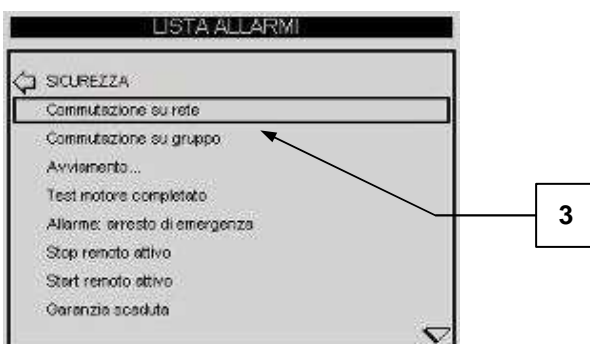 LISTA ALLARMI
SICUREZZA
Commutazione su rete
Commutazione su gruppo
Avviamento...
Test motore completato
Allarme: arresto di emergenza
Stop remoto attivo
Start remoto attivo
Garanzia scaduta
3